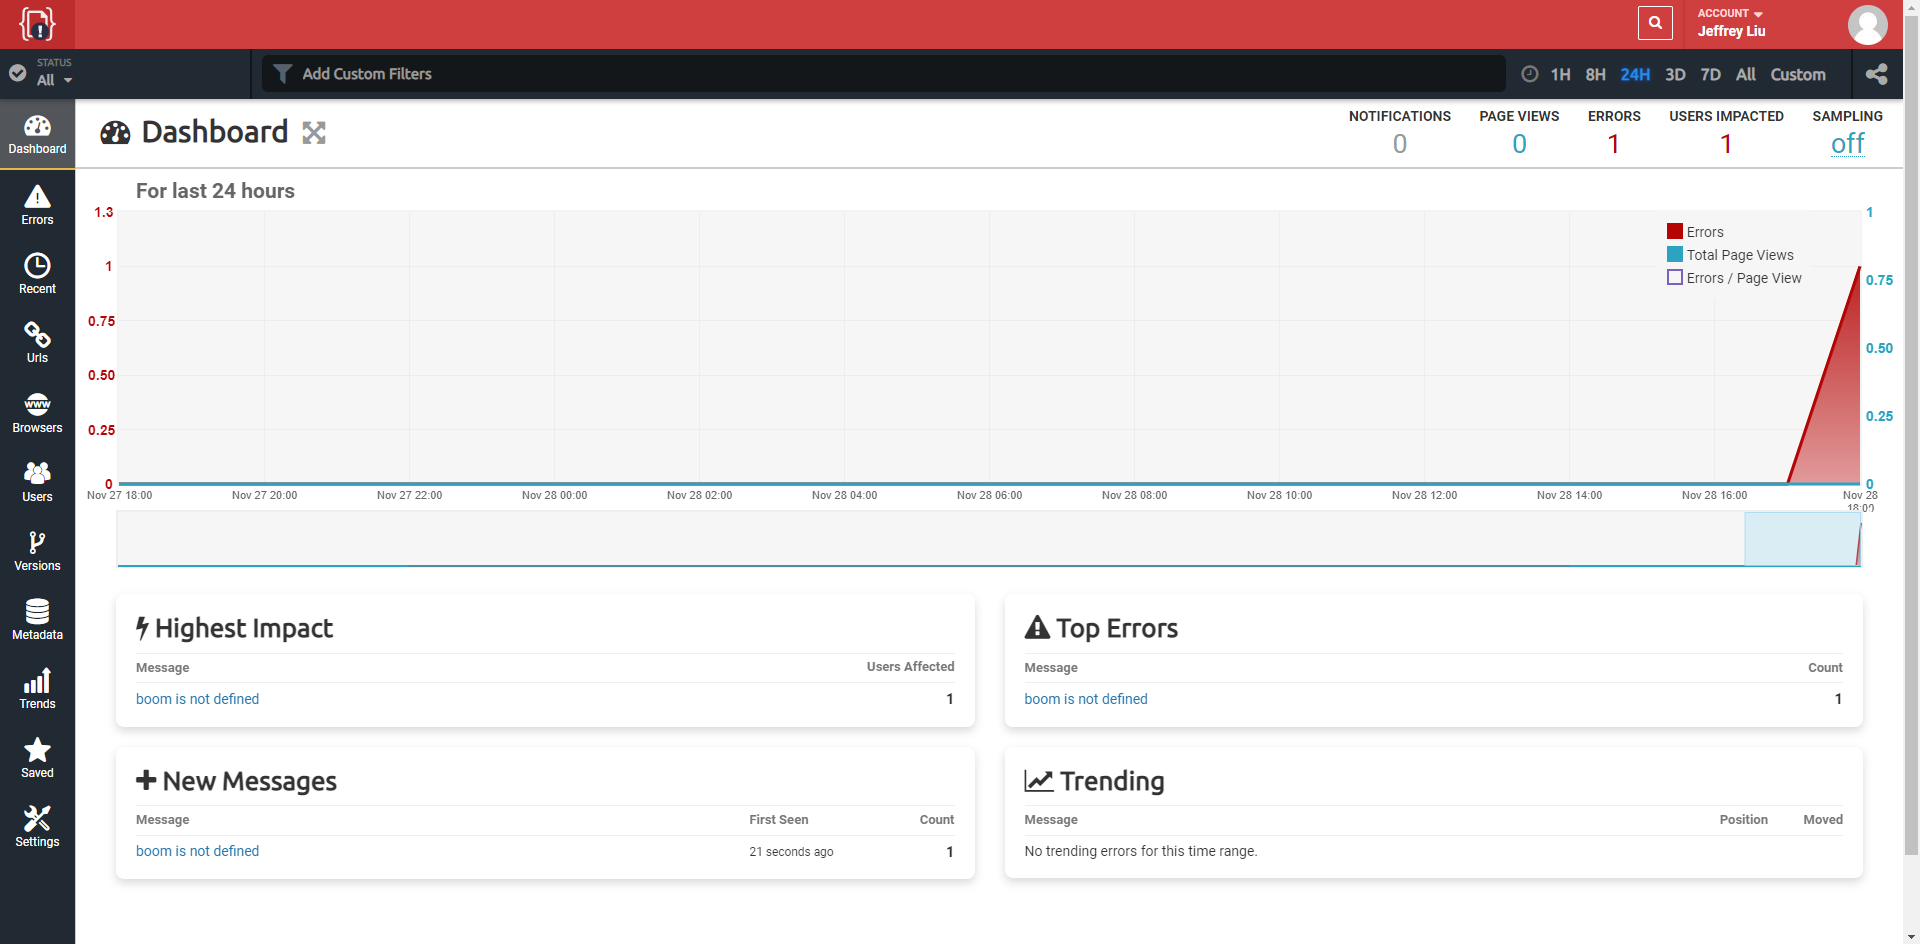 ACCOUNT
Jeffrey Liu
STATUS
All
Add Custom Filters
1H 8H 24H 3D 7D All Custom
Dashboard
Errors
Recent
Urls
www
Browsers
Users
Versions
Metadata
Trends
Saved
Settings
Dashboard
NOTIFICATIONS PAGE VIEWS ERRORS USERS IMPACTED SAMPLING
0 0 1 1 off
For last 24 hours
1.3
1
0.75
0.50
0.25
0
1
0.75
0.50
0.25
0
Errors
Total Page Views
Errors / Page View
Nov 27 18:00 Nov 27 20:00 Nov 27 22:00 Nov 28 00:00 Nov 28 02:00 Nov 28 04:00 Nov 28 06:00 Nov 28 08:00 Nov 28 10:00 Nov 28 12:00 Nov 28 14:00 Nov 28 16:00 Nov 28
18:00
Highest Impact
Message Users Affected
boom is not defined 1
Top Errors
Message Count
boom is not defined 1
New Messages
Message First Seen Count
boom is not defined 21 seconds ago 1
Trending
Message Position Moved
No trending errors for this time range.